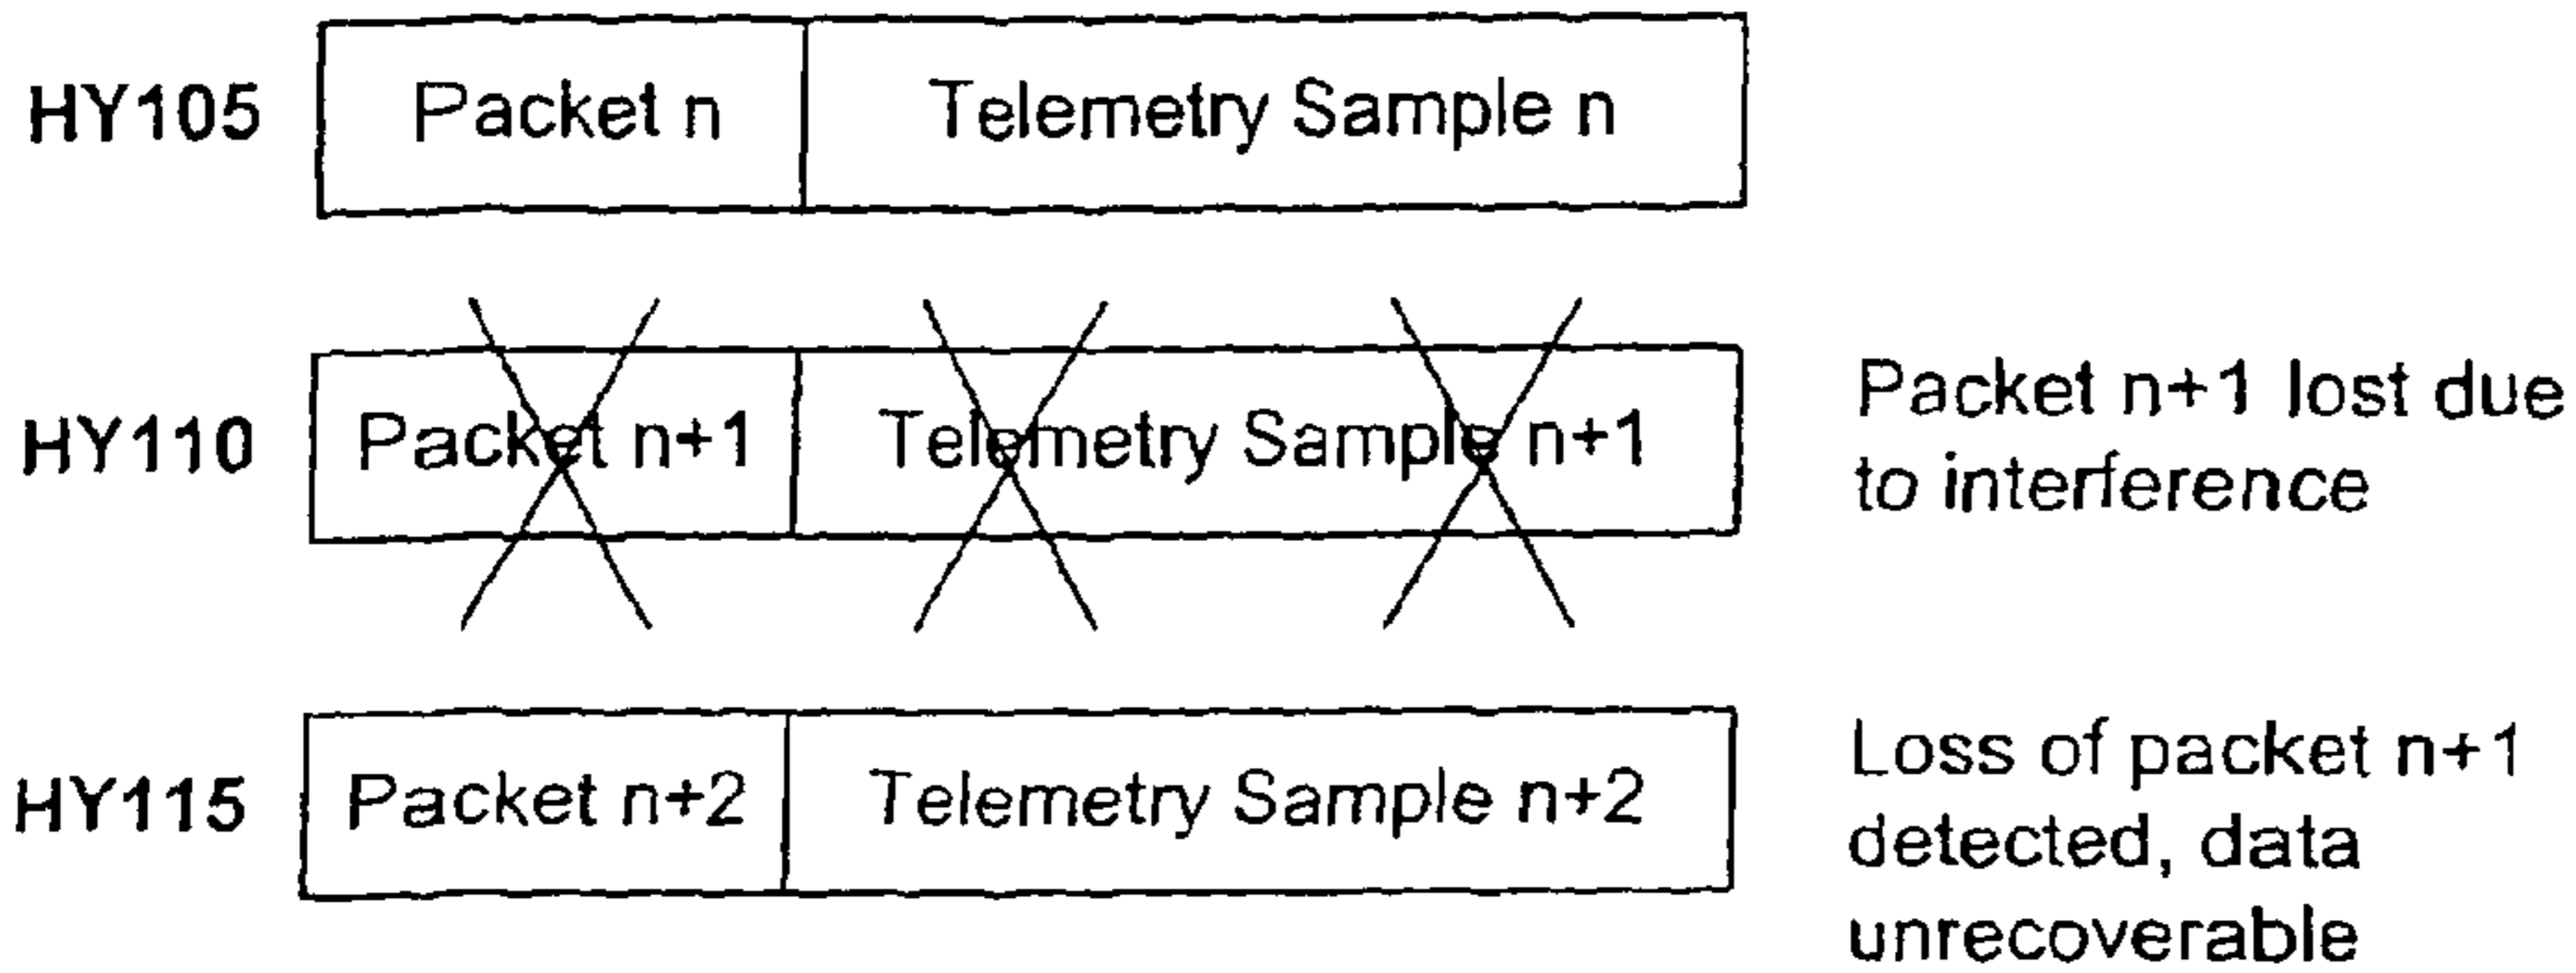 HY105 Packet n Telemetry Sample n
HY110 Packet n+1 Telemetry Sample n+1
Packet n+1 lost due
to interference
HY115 Packet n+2 Telemetry Sample n+2
Loss of packet n+1
detected, data
unrecoverable